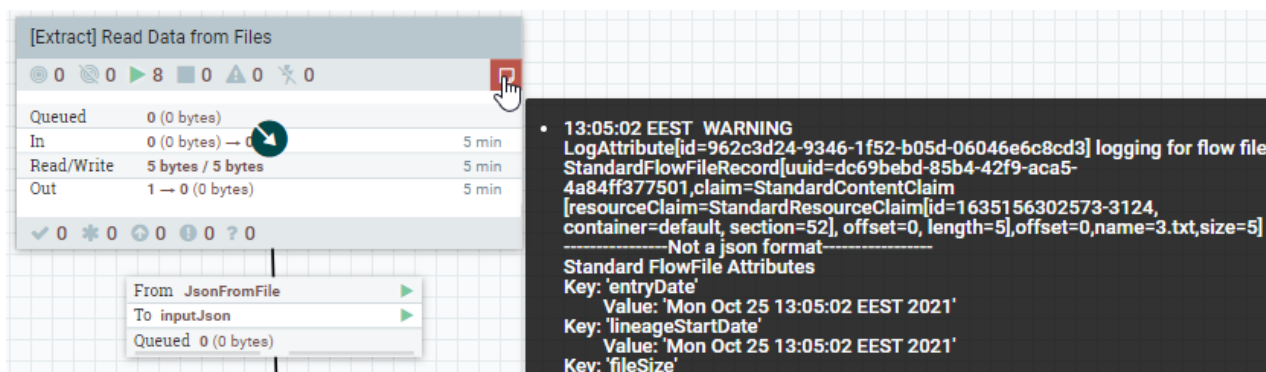 [Extract] Read Data from Files
0 0 8 0 0 0
Queued 0 (0 bytes)
In 0 (0 bytes) → 0 5 min
Read/Write 5 bytes / 5 bytes 5 min
Out 1 → 0 (0 bytes) 5 min
0 0 0 0 ? 0
From JsonFromFile
To inputJson
Queued 0 (0 bytes)
• 13:05:02 EEST WARNING
LogAttribute[id=962c3d24-9346-1f52-b05d-06046e6c8cd3] logging for flow file
StandardFlowFileRecord[uuid=dc69bebd-85b4-42f9-aca5-
4a84ff377501,claim=StandardContentClaim
[resourceClaim=StandardResourceClaim[id=1635156302573-3124,
container=default, section=52], offset=0, length=5],offset=0,name=3.txt,size=5]
----------------Not a json format-----------------
Standard FlowFile Attributes
Key: 'entryDate'
Value: 'Mon Oct 25 13:05:02 EEST 2021'
Key: 'lineageStartDate'
Value: 'Mon Oct 25 13:05:02 EEST 2021'
Key: 'fileSize'